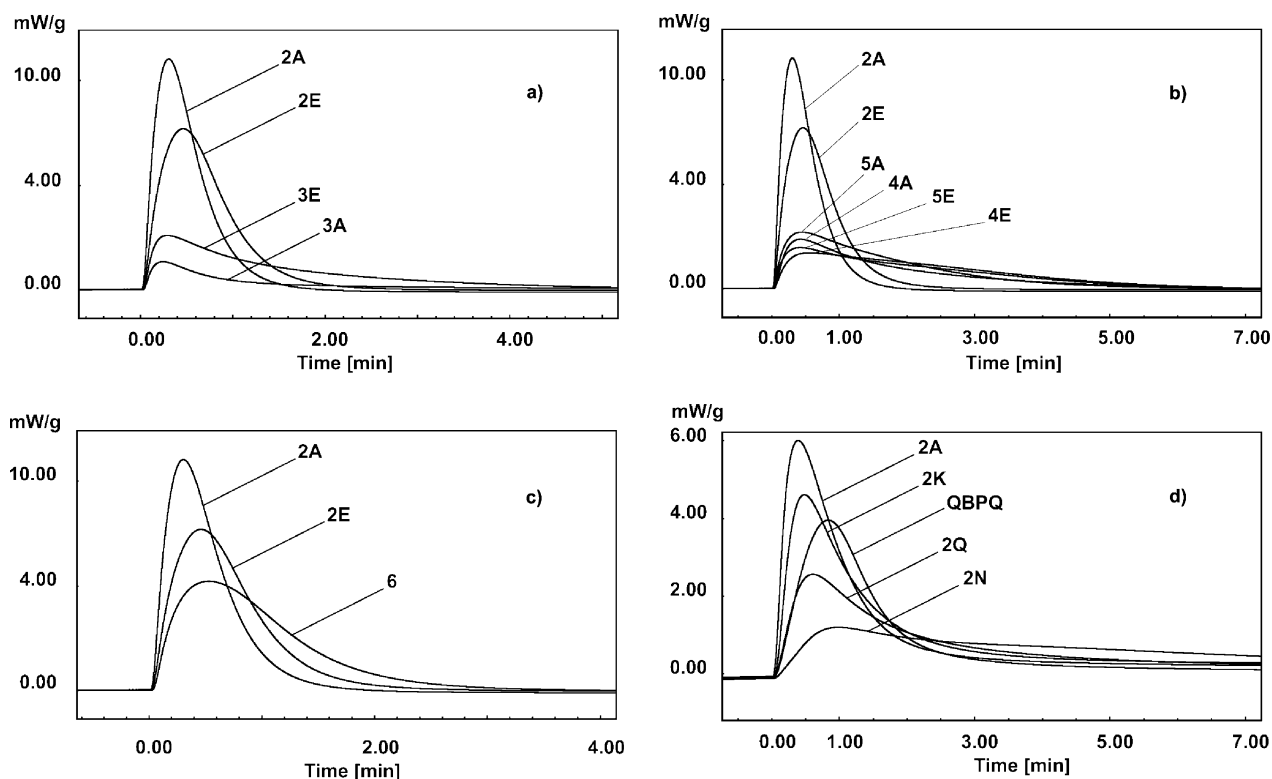 mW/g
10.00
4.00
0.00
2A
2E
3E
3A
a)
0.00 2.00 4.00
Time [min]
mW/g
10.00
4.00
0.00
2A
2E
5A
4A
5E
4E
b)
0.00 1.00 3.00 5.00 7.00
Time [min]
mW/g
10.00
4.00
0.00
2A
2E
6
c)
0.00 2.00 4.00
Time [min]
mW/g
6.00
4.00
2.00
0.00
2A
2K
QBPQ
2Q
2N
d)
0.00 1.00 3.00 5.00 7.00
Time [min]